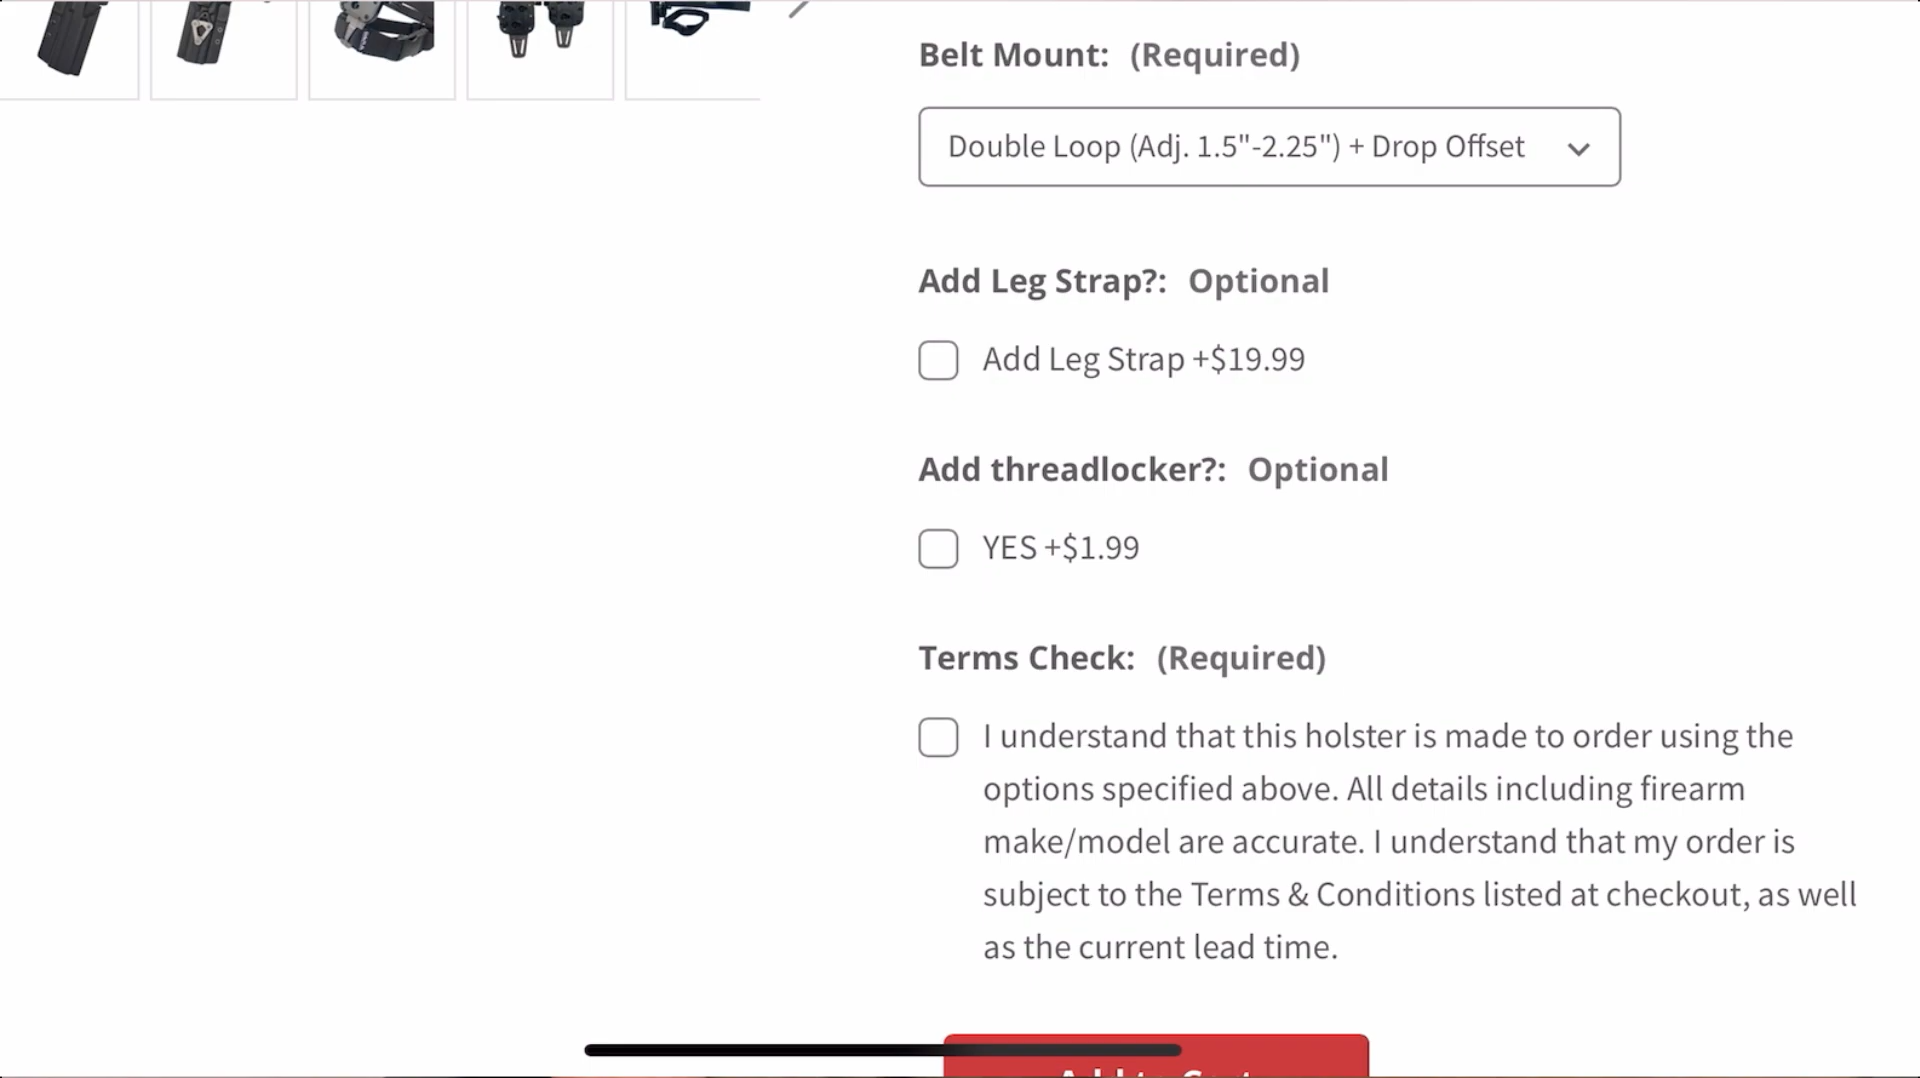 Belt Mount: (Required)
Double Loop (Adj. 1.5"-2.25") + Drop Offset
Add Leg Strap?: Optional
Add Leg Strap +$19.99
Add threadlocker?: Optional
YES +$1.99
Terms Check: (Required)
I understand that this holster is made to order using the
options specified above. All details including firearm
make/model are accurate. I understand that my order is
subject to the Terms & Conditions listed at checkout, as well
as the current lead time.
Add to Cart